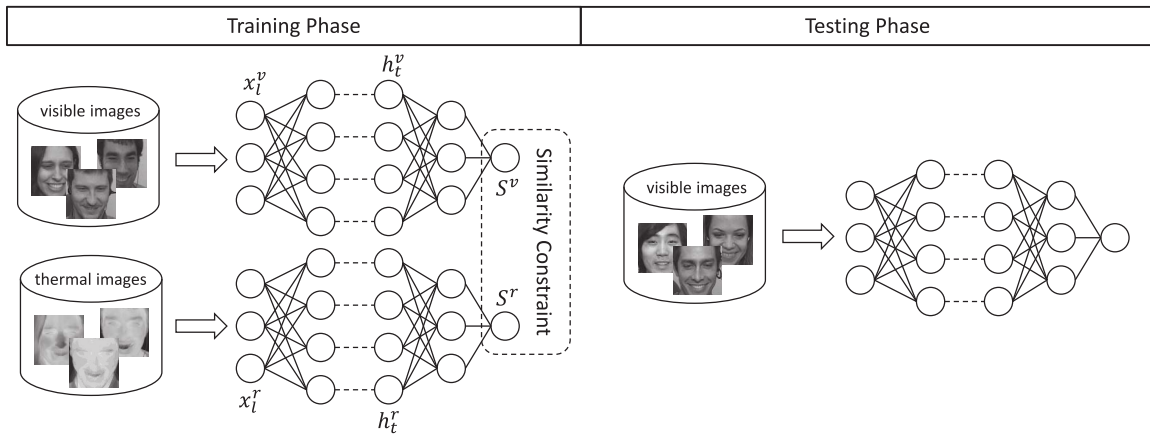 Training Phase
Testing Phase
visible images
x_l^v
h_t^v
S^v
Similarity Constraint
thermal images
S^r
x_l^r
h_t^r
visible images